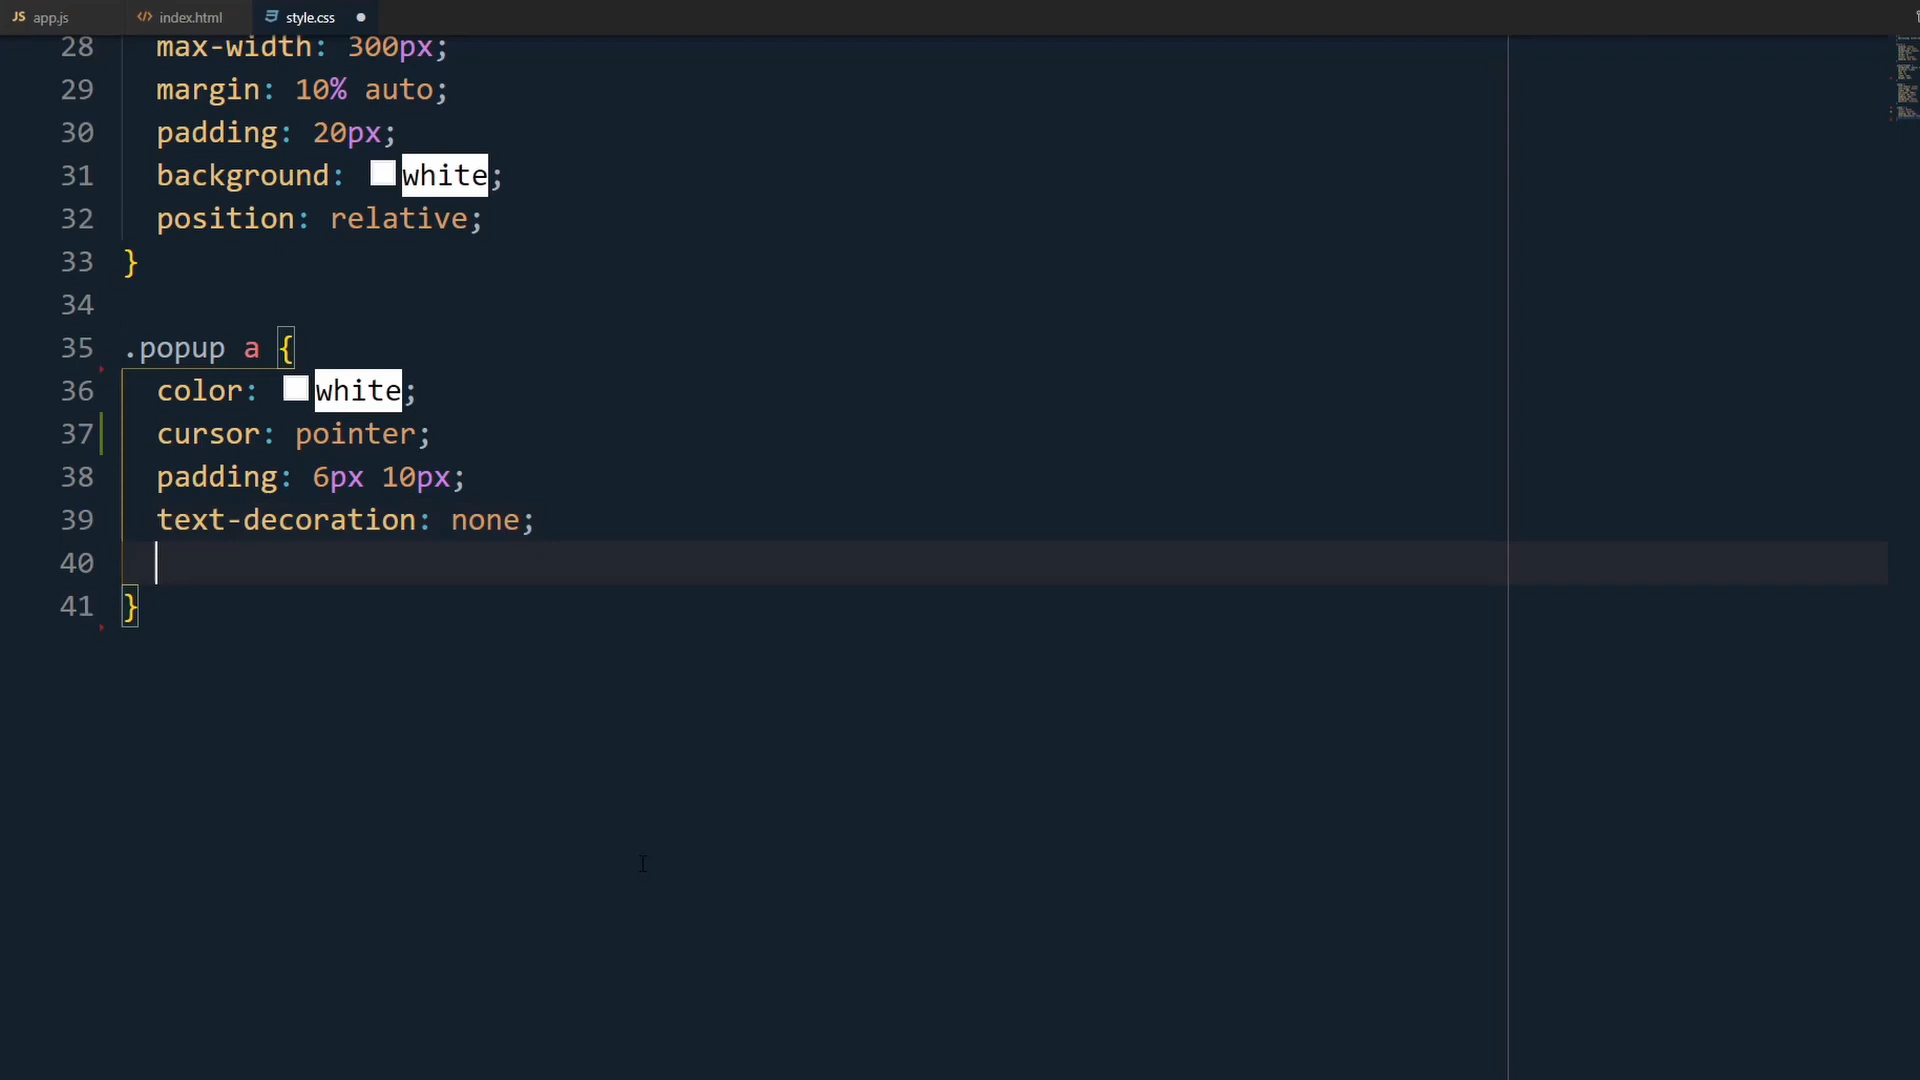 JS app.js </> index.html style.css
28 max-width: 300px;
29 margin: 10% auto;
30 padding: 20px;
31 background: white;
32 position: relative;
33 }
34
35 .popup a {
36 color: white;
37 cursor: pointer;
38 padding: 6px 10px;
39 text-decoration: none;
40
41 }